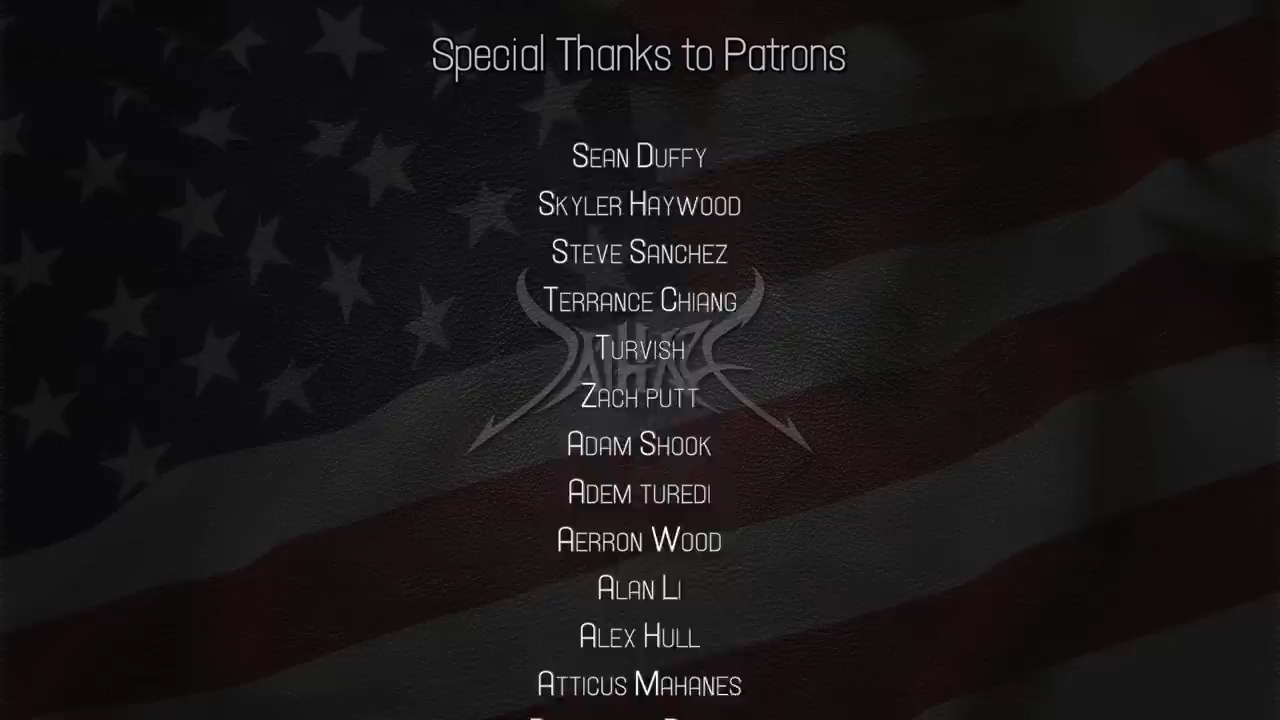 Special Thanks to Patrons
Sean Duffy
Skyler Haywood
Steve Sanchez
Terrance Chiang
Turvish
Zach putt
Adam Shook
Adem turedi
Aerron Wood
Alan Li
Alex Hull
Atticus Mahanes